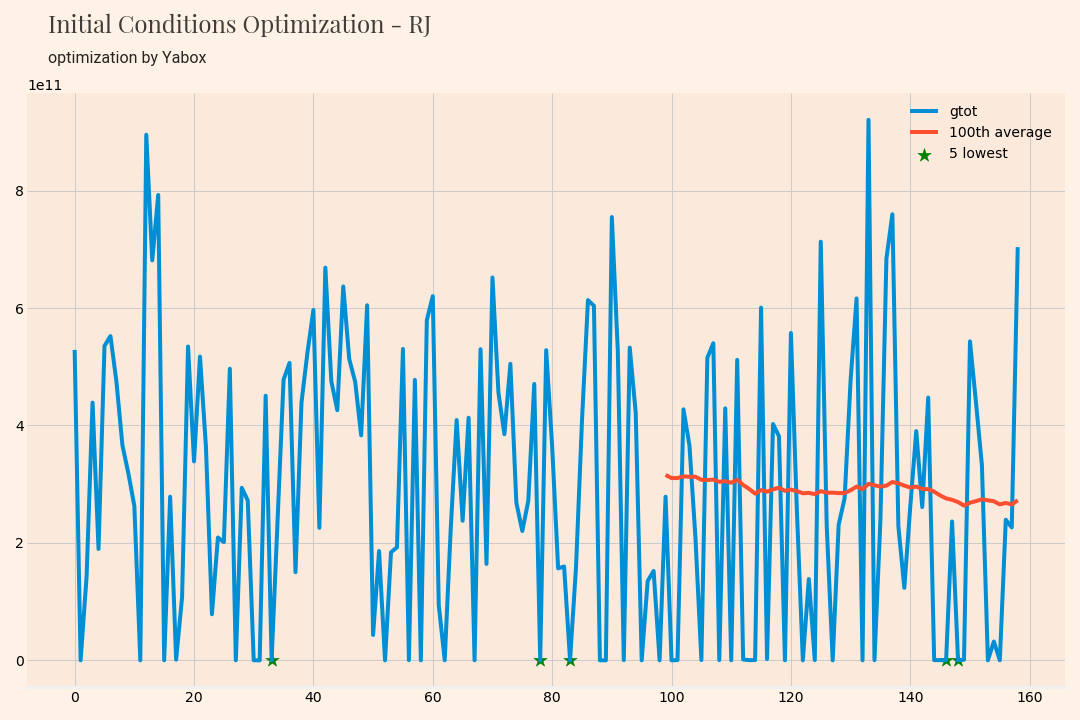 Initial Conditions Optimization - RJ
optimization by Yabox
1e11
gtot
100th average
5 lowest
8
6
4
2
0
0 20 40 60 80 100 120 140 160